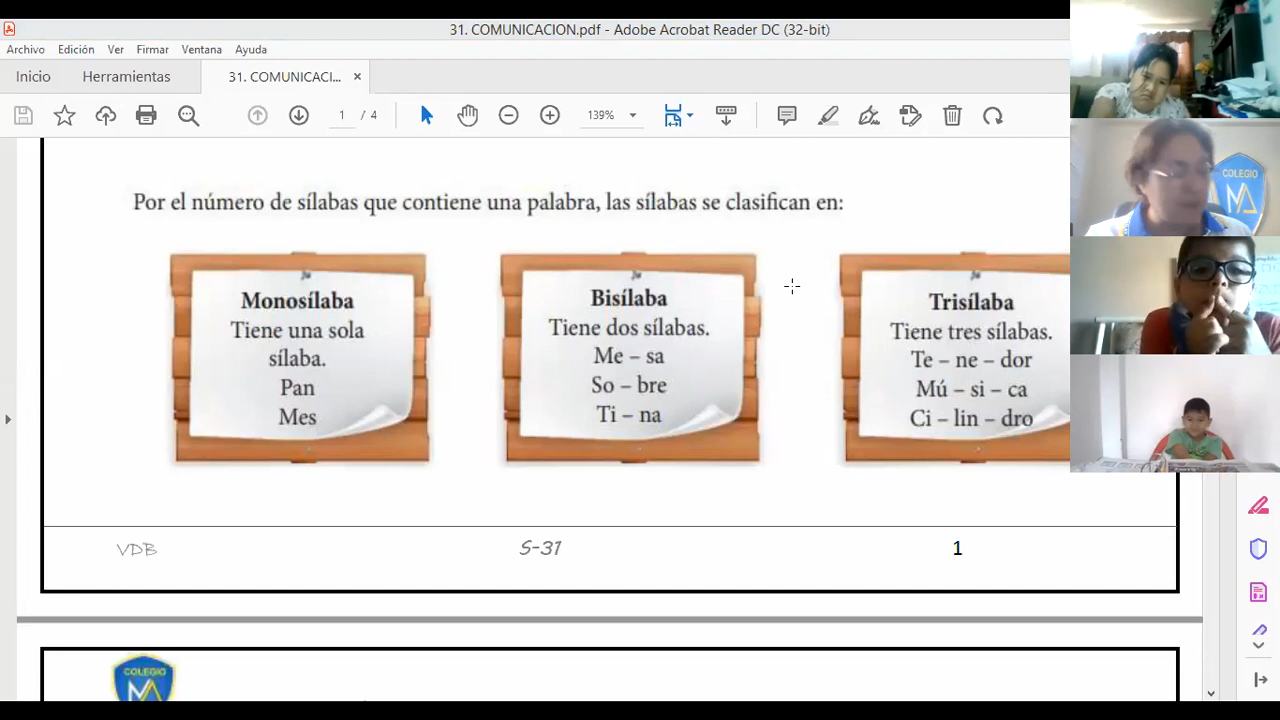 31. COMUNICACION.pdf - Adobe Acrobat Reader DC (32-bit)
Archivo Edición Ver Firmar Ventana Ayuda
Inicio Herramientas 31. COMUNICACI... ×
1 / 4 139%
Por el número de sílabas que contiene una palabra, las sílabas se clasifican en:
Monosílaba
Tiene una sola
sílaba.
Pan
Mes
Bisílaba
Tiene dos sílabas.
Me – sa
So – bre
Ti – na
Trisílaba
Tiene tres sílabas.
Te – ne – dor
Mú – si – ca
Ci – lin – dro
VDB S-31 1
COLEGIO
MA
COLEGIO
MA